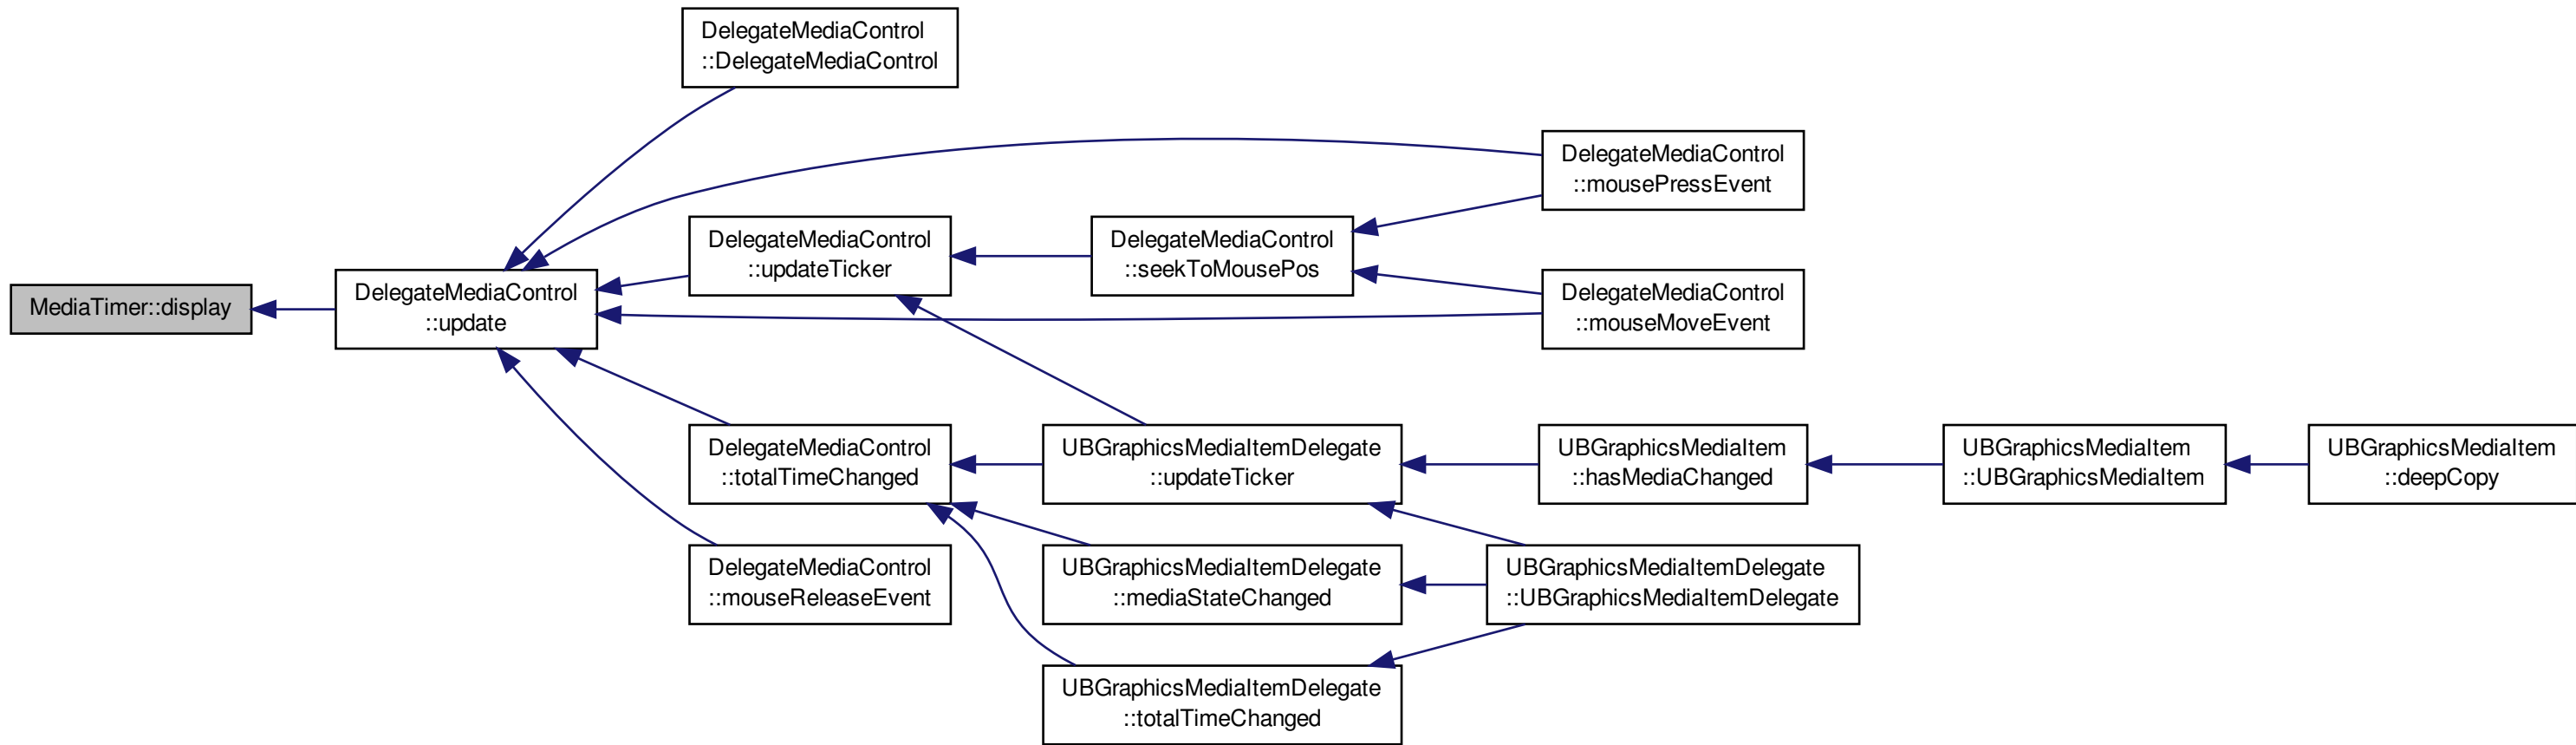 DelegateMediaControl
::DelegateMediaControl
DelegateMediaControl
::mousePressEvent
DelegateMediaControl
::updateTicker
DelegateMediaControl
::seekToMousePos
MediaTimer::display
DelegateMediaControl
::update
DelegateMediaControl
::mouseMoveEvent
DelegateMediaControl
::totalTimeChanged
UBGraphicsMediaItemDelegate
::updateTicker
UBGraphicsMediaItem
::hasMediaChanged
UBGraphicsMediaItem
::UBGraphicsMediaItem
UBGraphicsMediaItem
::deepCopy
DelegateMediaControl
::mouseReleaseEvent
UBGraphicsMediaItemDelegate
::mediaStateChanged
UBGraphicsMediaItemDelegate
::UBGraphicsMediaItemDelegate
UBGraphicsMediaItemDelegate
::totalTimeChanged